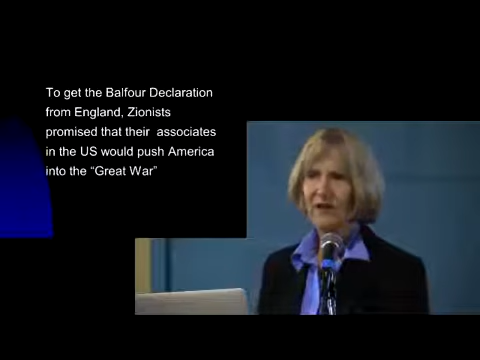 To get the Balfour Declaration
from England, Zionists
promised that their associates
in the US would push America
into the “Great War”